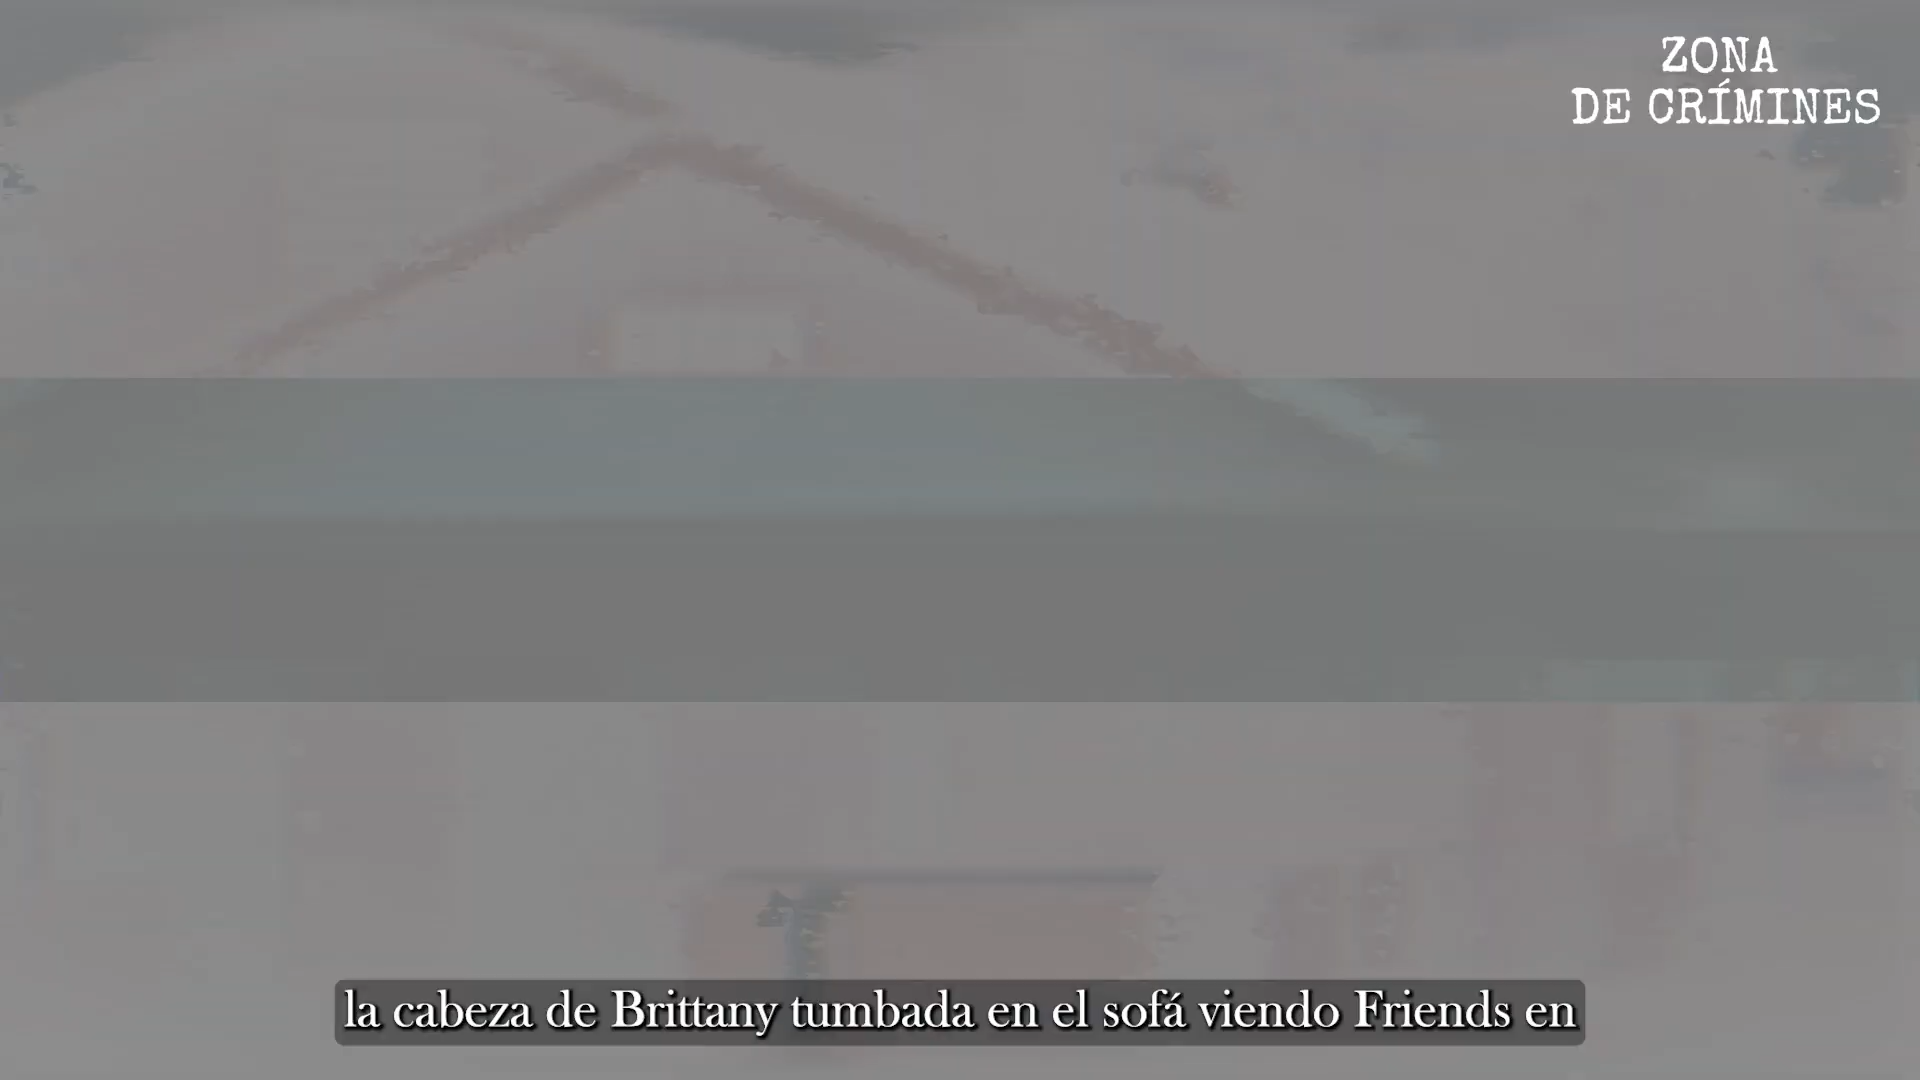 ZONA
DE CRÍMINES
la cabeza de Brittany tumbada en el sofá viendo Friends en